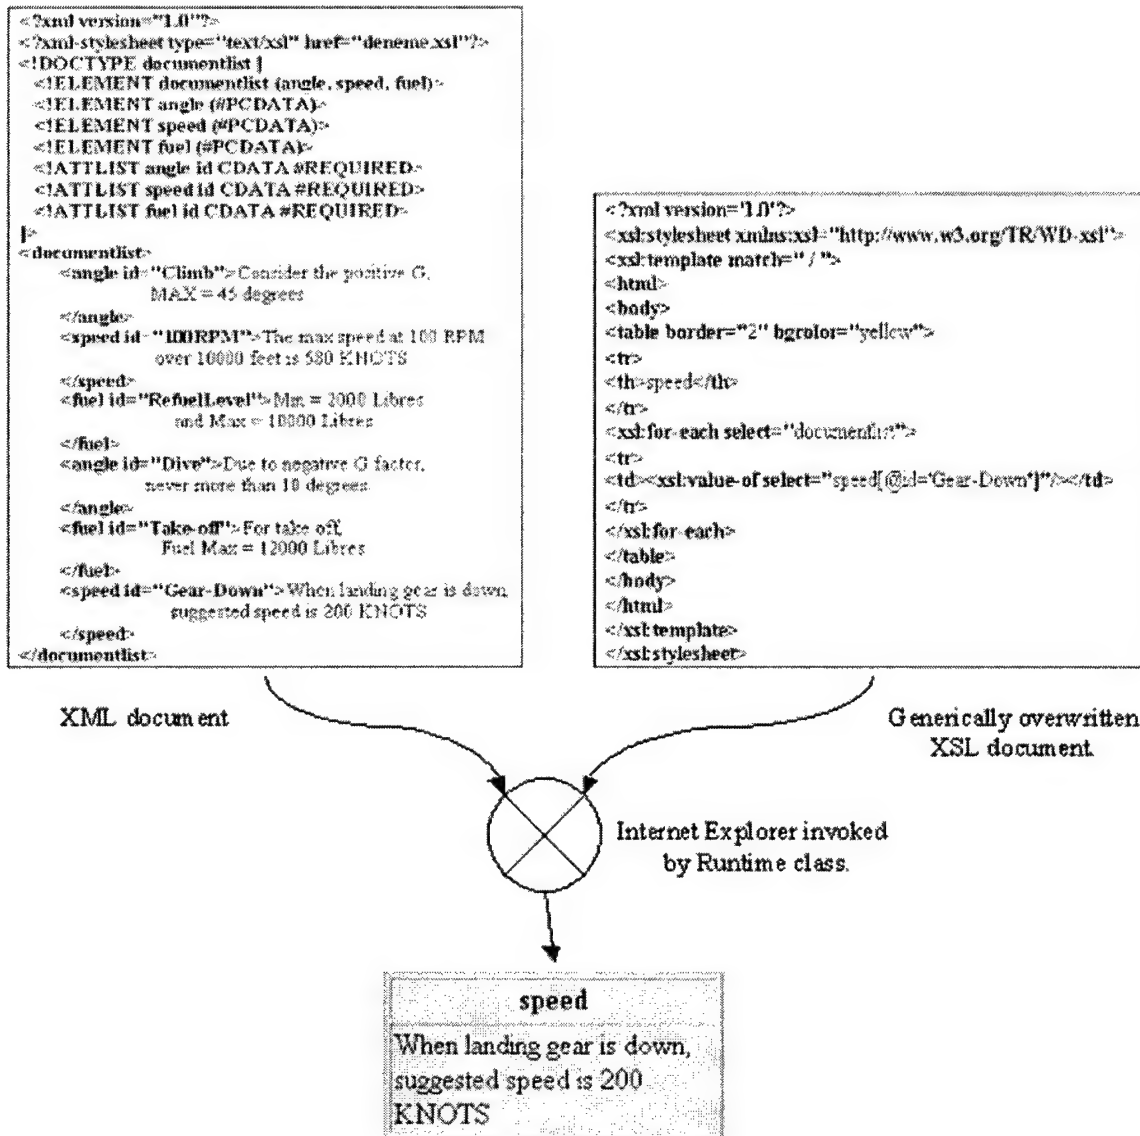 <?xml version="1.0"?>
<?xml-stylesheet type="text/xsl" href="deneme.xsl"?>
<!DOCTYPE documentlist [
<!ELEMENT documentlist (angle, speed, fuel)>
<!ELEMENT angle (#PCDATA)>
<!ELEMENT speed (#PCDATA)>
<!ELEMENT fuel (#PCDATA)>
<!ATTLIST angle id CDATA #REQUIRED>
<!ATTLIST speed id CDATA #REQUIRED>
<!ATTLIST fuel id CDATA #REQUIRED>
]>
<documentlist>
<angle id="Climb">Consider the positive G,
MAX = 45 degrees
</angle>
<speed id="100RPM">The max speed at 100 RPM
over 10000 feet is 580 KNOTS
</speed>
<fuel id="RefuelLevel">Min = 2000 Libres
and Max = 10000 Libres
</fuel>
<angle id="Dive">Due to negative G factor,
never more than 10 degrees
</angle>
<fuel id="Take-off">For take off,
Fuel Max = 12000 Libres
</fuel>
<speed id="Gear-Down">When landing gear is down,
suggested speed is 200 KNOTS
</speed>
</documentlist>
XML document
<?xml version='1.0'?>
<xsl:stylesheet xmlns:xsl="http://www.w3.org/TR/WD-xsl">
<xsl:template match=" / ">
<html>
<body>
<table border="2" bgcolor="yellow">
<tr>
<th>speed</th>
</tr>
<xsl:for-each select="documentlist">
<tr>
<td><xsl:value-of select="speed[@id='Gear-Down']"/></td>
</tr>
</xsl:for-each>
</table>
</body>
</html>
</xsl:template>
</xsl:stylesheet>
Generically overwritten
XSL document
Internet Explorer invoked
by Runtime class.
speed
When landing gear is down,
suggested speed is 200
KNOTS